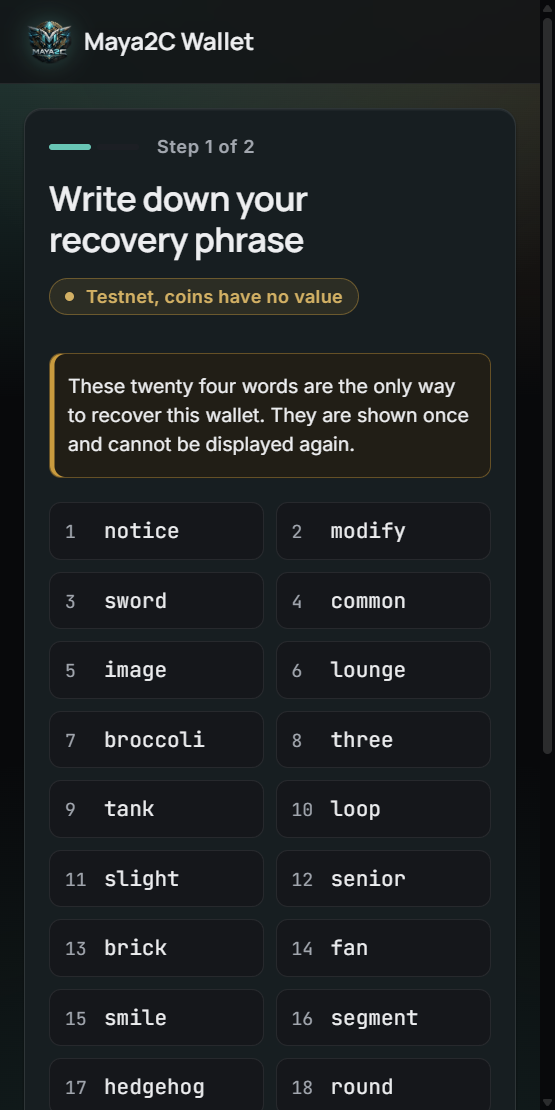 MAYA2C
Maya2C Wallet
Step 1 of 2
Write down your
recovery phrase
Testnet, coins have no value
These twenty four words are the only way
to recover this wallet. They are shown once
and cannot be displayed again.
1 notice
2 modify
3 sword
4 common
5 image
6 lounge
7 broccoli
8 three
9 tank
10 loop
11 slight
12 senior
13 brick
14 fan
15 smile
16 segment
17 hedgehog
18 round